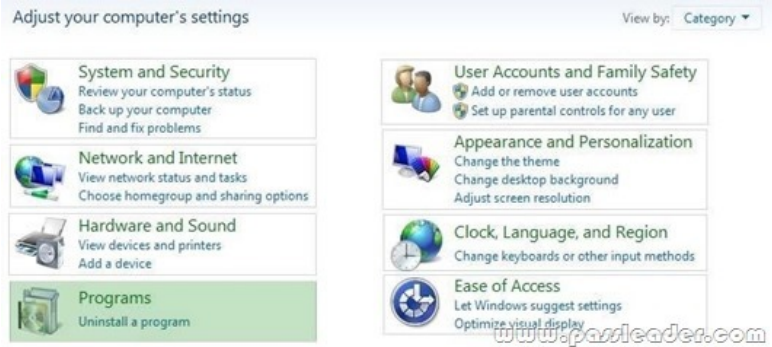 Adjust your computer's settings
View by: Category
System and Security
Review your computer's status
Back up your computer
Find and fix problems
Network and Internet
View network status and tasks
Choose homegroup and sharing options
Hardware and Sound
View devices and printers
Add a device
Programs
Uninstall a program
User Accounts and Family Safety
Add or remove user accounts
Set up parental controls for any user
Appearance and Personalization
Change the theme
Change desktop background
Adjust screen resolution
Clock, Language, and Region
Change keyboards or other input methods
Ease of Access
Let Windows suggest settings
Optimize visual display
www.passleader.com